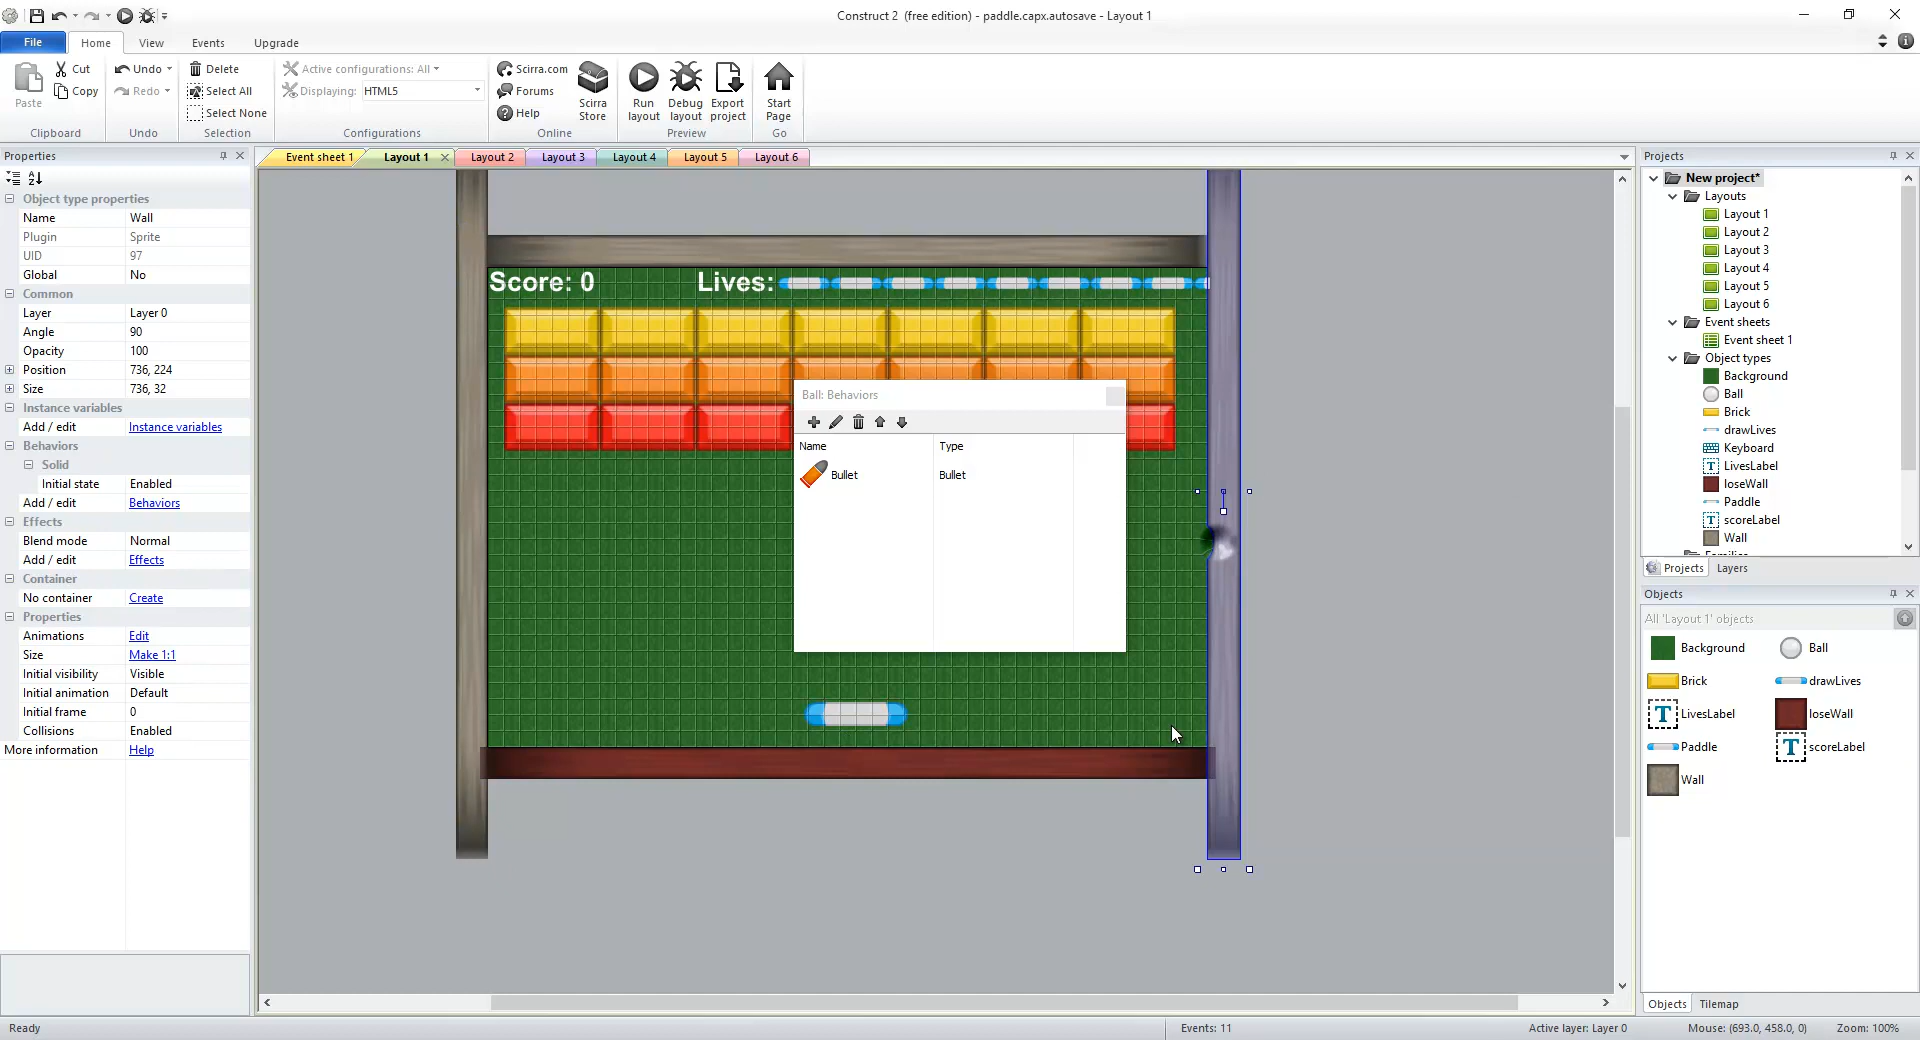 Construct 2 (free edition) - paddle.capx.autosave - Layout 1
File
Home
View
Events
Upgrade
Paste
Cut
Copy
Clipboard
Undo
Redo
Undo
Delete
Select All
Select None
Selection
Active configurations: All
Displaying: HTML5
Configurations
Scirra.com
Forums
Help
Scirra Store
Online
Run layout
Debug layout
Export project
Preview
Start Page
Go
Properties
Object type properties
Name Wall
Plugin Sprite
UID 97
Global No
Common
Layer Layer 0
Angle 90
Opacity 100
Position 736, 224
Size 736, 32
Instance variables
Add / edit Instance variables
Behaviors
Solid
Initial state Enabled
Add / edit Behaviors
Effects
Blend mode Normal
Add / edit Effects
Container
No container Create
Properties
Animations Edit
Size Make 1:1
Initial visibility Visible
Initial animation Default
Initial frame 0
Collisions Enabled
More information Help
Event sheet 1
Layout 1
Layout 2
Layout 3
Layout 4
Layout 5
Layout 6
Score: 0
Lives:
Ball: Behaviors
Name Type
Bullet Bullet
Projects
New project*
Layouts
Layout 1
Layout 2
Layout 3
Layout 4
Layout 5
Layout 6
Event sheets
Event sheet 1
Object types
Background
Ball
Brick
drawLives
Keyboard
LivesLabel
loseWall
Paddle
scoreLabel
Wall
Projects
Layers
Objects
All 'Layout 1' objects
Background
Ball
Brick
drawLives
LivesLabel
loseWall
Paddle
scoreLabel
Wall
Objects
Tilemap
Ready
Events: 11
Active layer: Layer 0
Mouse: (693.0, 458.0, 0)
Zoom: 100%